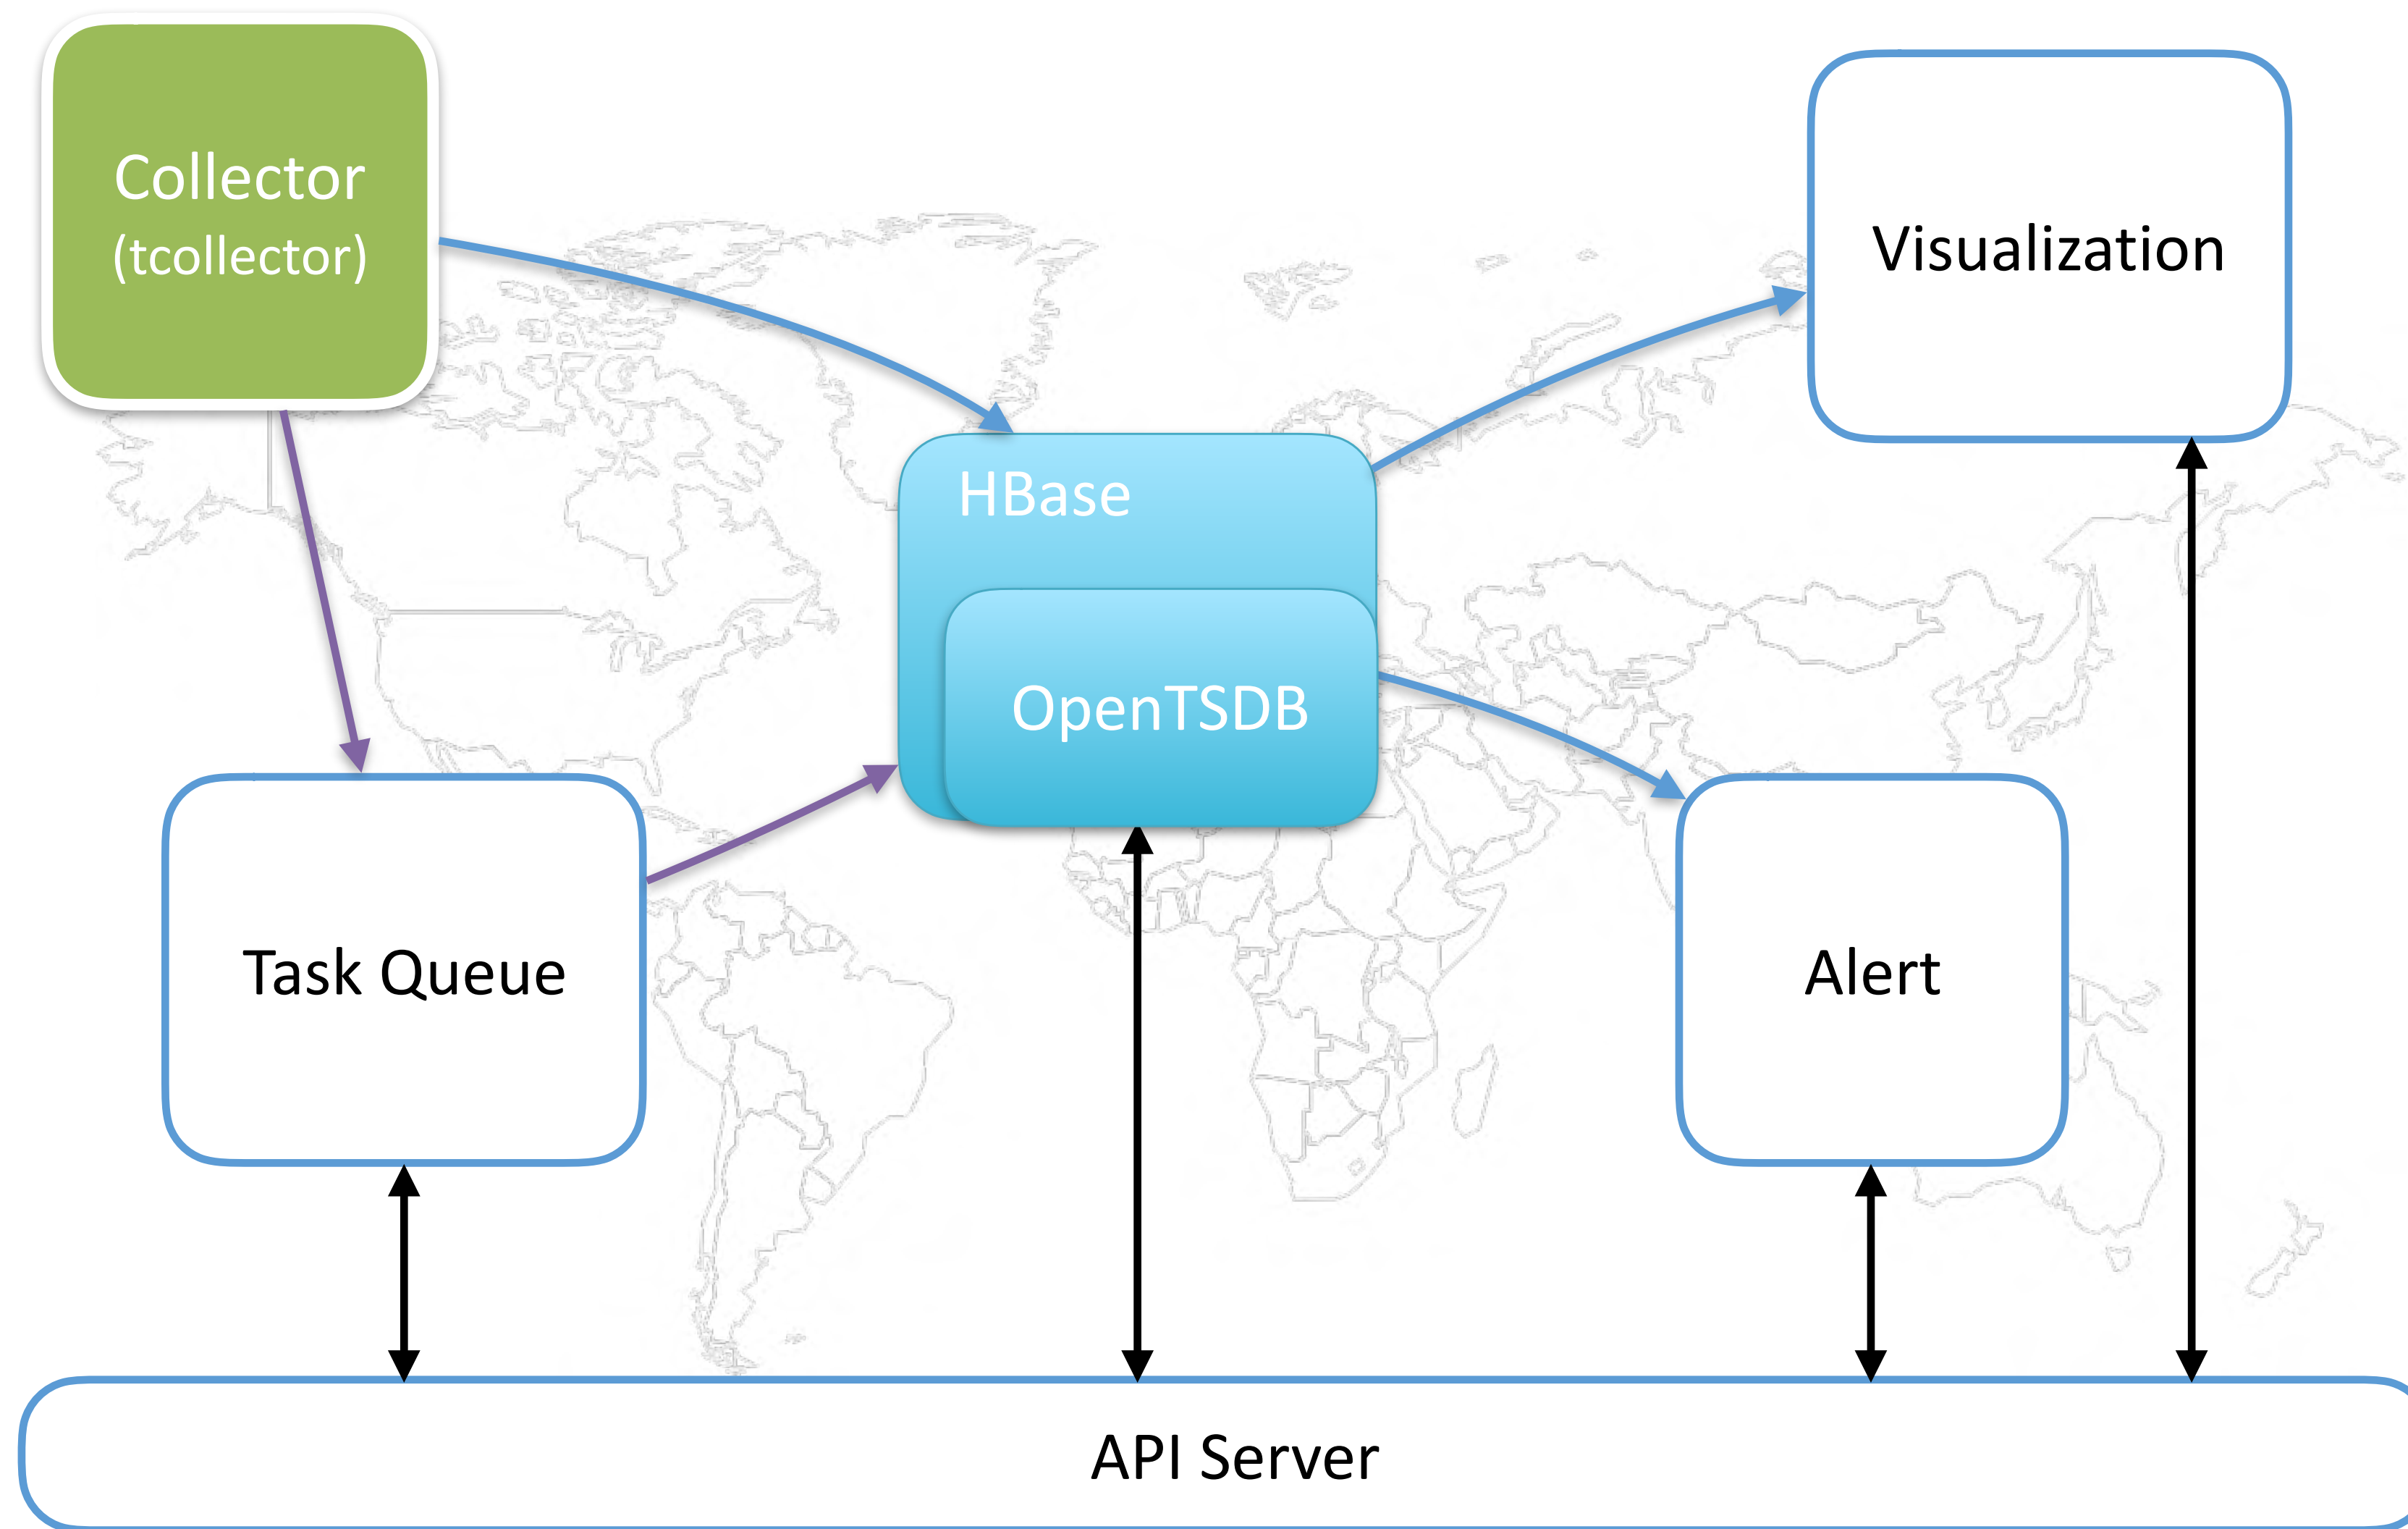 Collector
(tcollector)
Visualization
HBase
OpenTSDB
Task Queue
Alert
API Server